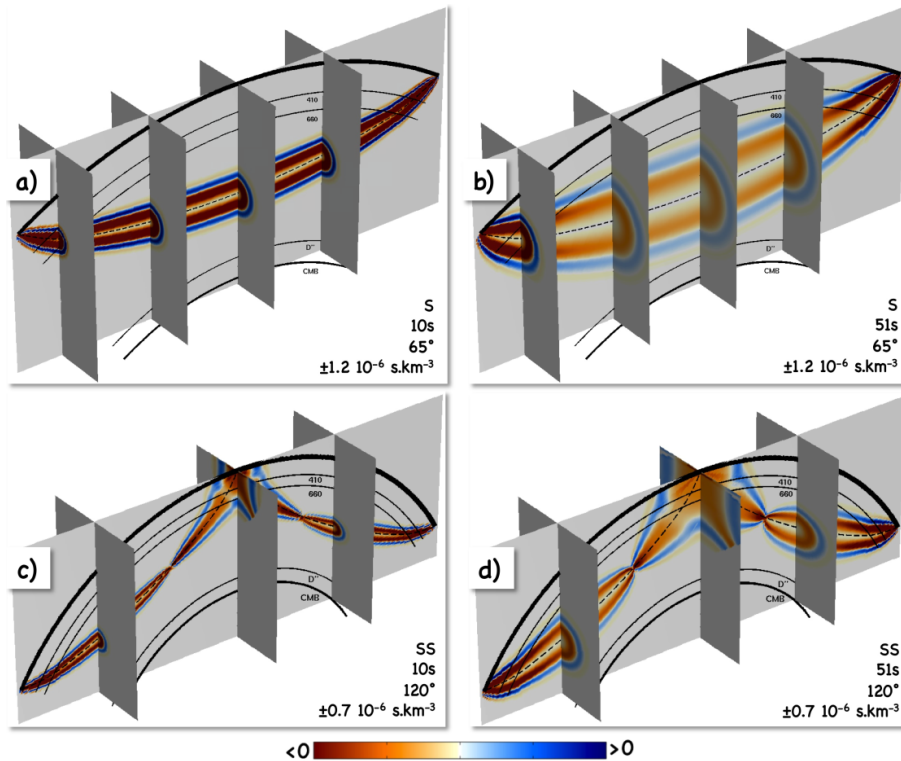 a)
410
660
D''
CMB
S
10s
65°
±1.2 10⁻⁶ s.km⁻³
b)
410
660
D''
CMB
S
51s
65°
±1.2 10⁻⁶ s.km⁻³
c)
410
660
D''
CMB
SS
10s
120°
±0.7 10⁻⁶ s.km⁻³
d)
410
660
D''
CMB
SS
51s
120°
±0.7 10⁻⁶ s.km⁻³
<0 >0